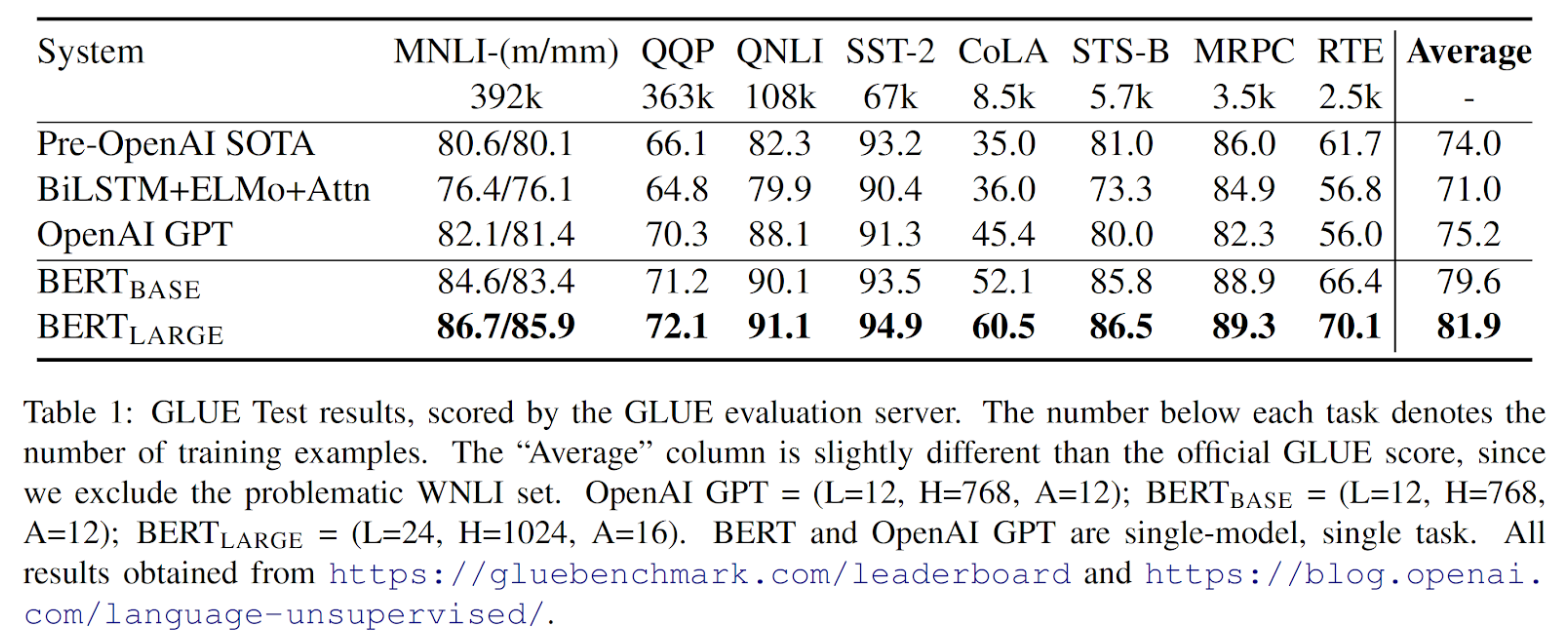 System MNLI-(m/mm) QQP QNLI SST-2 CoLA STS-B MRPC RTE Average
392k 363k 108k 67k 8.5k 5.7k 3.5k 2.5k -
Pre-OpenAI SOTA 80.6/80.1 66.1 82.3 93.2 35.0 81.0 86.0 61.7 74.0
BiLSTM+ELMo+Attn 76.4/76.1 64.8 79.9 90.4 36.0 73.3 84.9 56.8 71.0
OpenAI GPT 82.1/81.4 70.3 88.1 91.3 45.4 80.0 82.3 56.0 75.2
BERTBASE 84.6/83.4 71.2 90.1 93.5 52.1 85.8 88.9 66.4 79.6
BERTLARGE 86.7/85.9 72.1 91.1 94.9 60.5 86.5 89.3 70.1 81.9
Table 1: GLUE Test results, scored by the GLUE evaluation server. The number below each task denotes the
number of training examples. The “Average” column is slightly different than the official GLUE score, since
we exclude the problematic WNLI set. OpenAI GPT = (L=12, H=768, A=12); BERTBASE = (L=12, H=768,
A=12); BERTLARGE = (L=24, H=1024, A=16). BERT and OpenAI GPT are single-model, single task. All
results obtained from https://gluebenchmark.com/leaderboard and https://blog.openai.
com/language-unsupervised/.